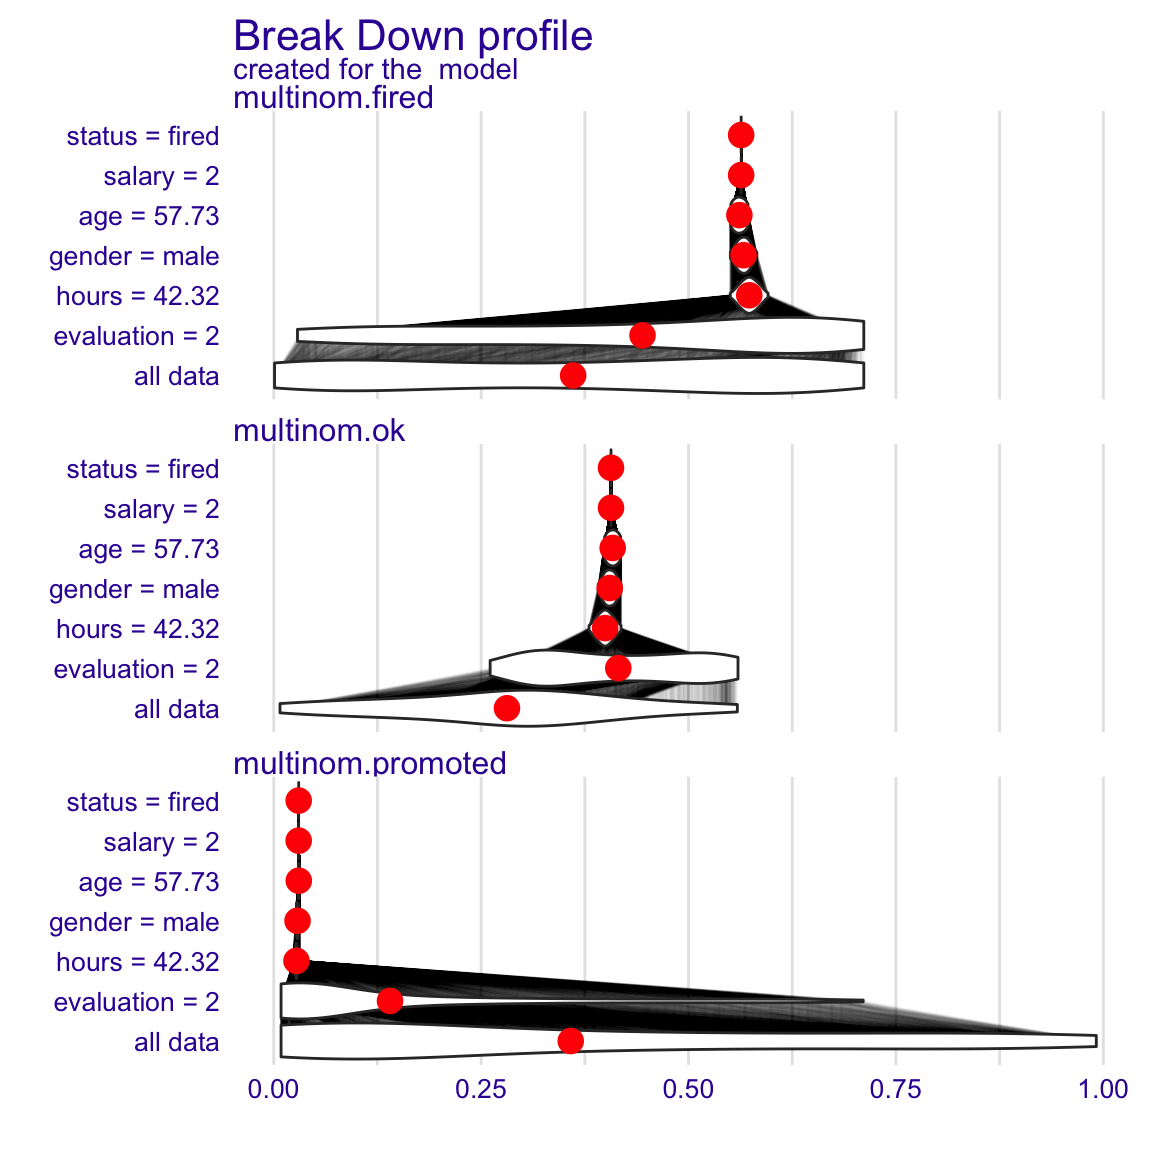 Break Down profile
created for the  model
multinom.fired
status = fired
salary = 2
age = 57.73
gender = male
hours = 42.32
evaluation = 2
all data
multinom.ok
status = fired
salary = 2
age = 57.73
gender = male
hours = 42.32
evaluation = 2
all data
multinom.promoted
status = fired
salary = 2
age = 57.73
gender = male
hours = 42.32
evaluation = 2
all data
0.00 0.25 0.50 0.75 1.00